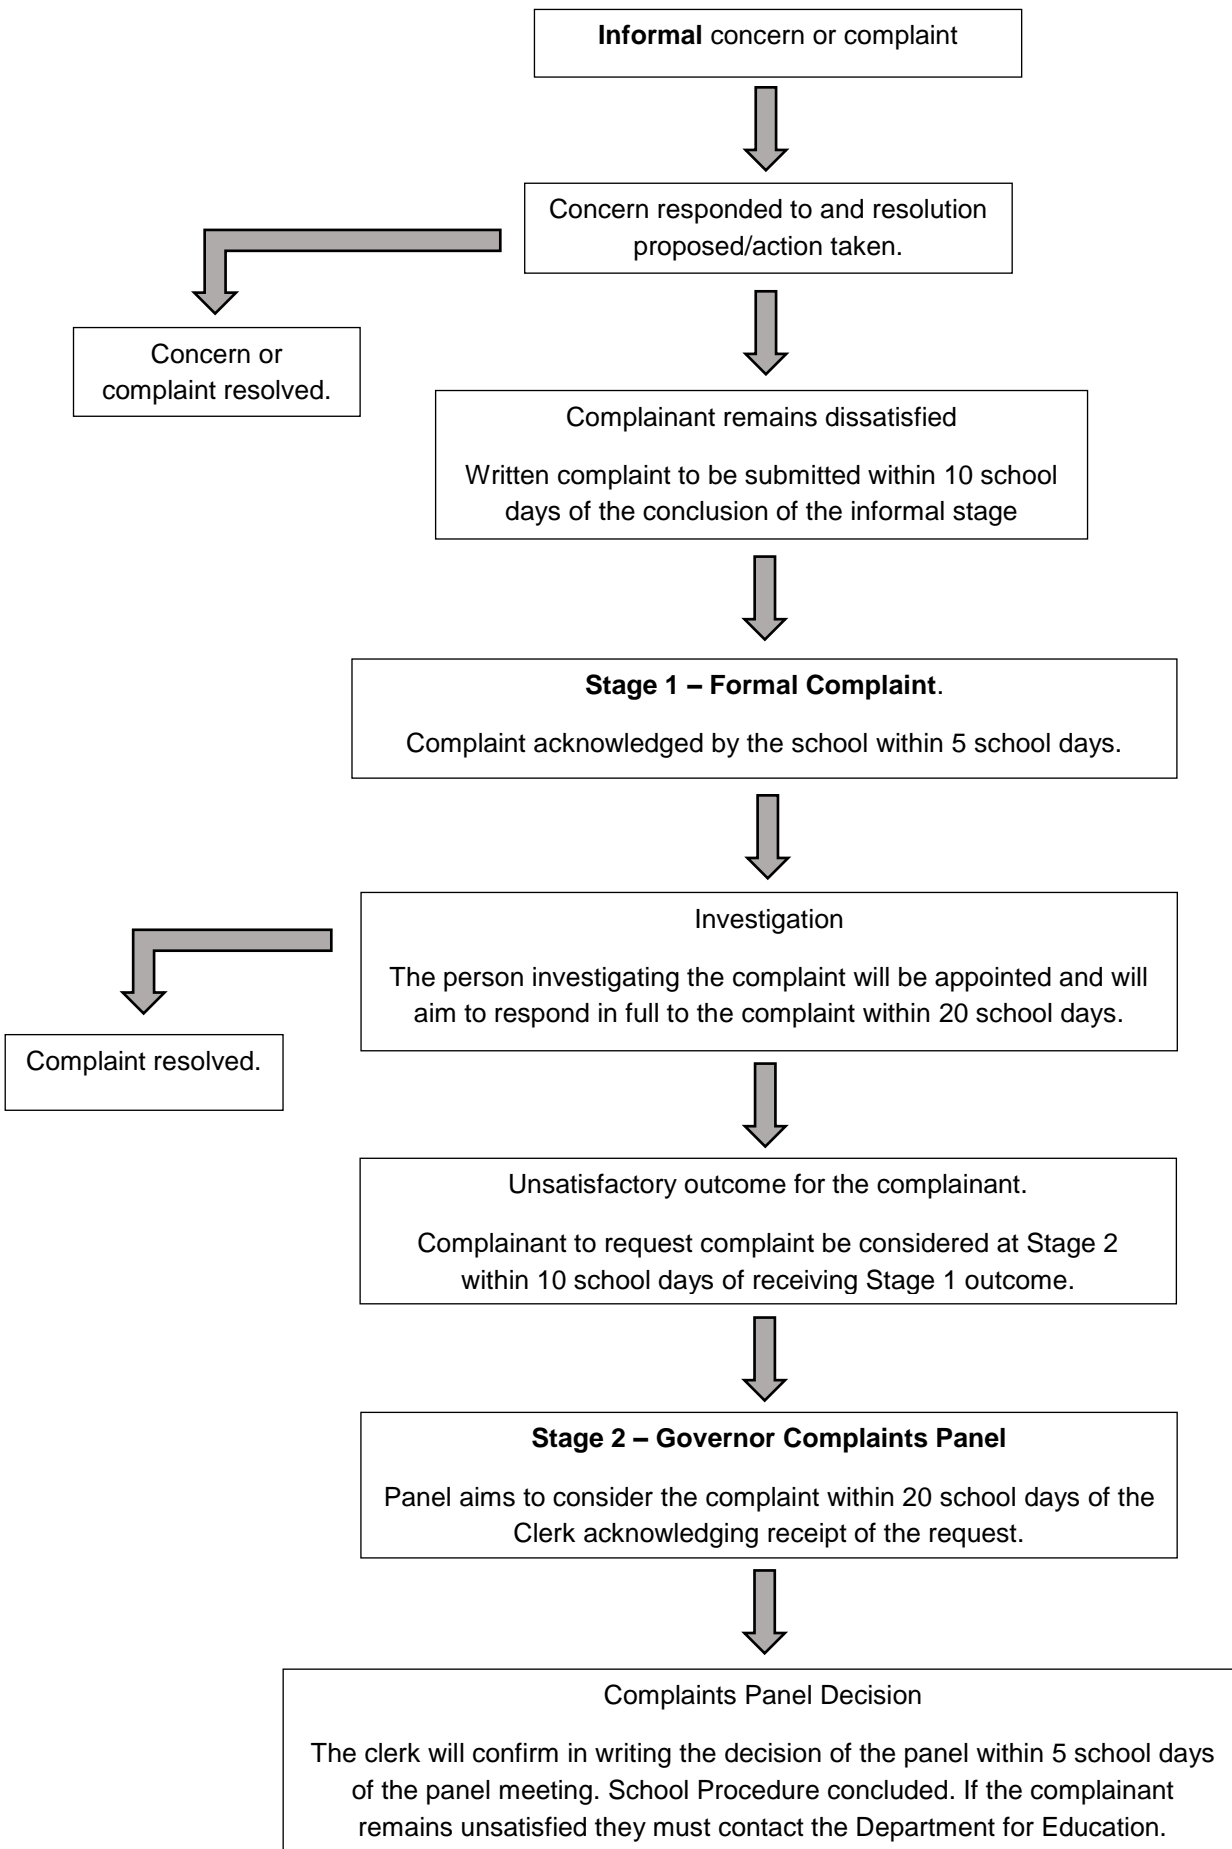 Informal concern or complaint
Concern responded to and resolution
proposed/action taken.
Concern or
complaint resolved.
Complainant remains dissatisfied
Written complaint to be submitted within 10 school
days of the conclusion of the informal stage
Stage 1 – Formal Complaint.
Complaint acknowledged by the school within 5 school days.
Investigation
The person investigating the complaint will be appointed and will
aim to respond in full to the complaint within 20 school days.
Complaint resolved.
Unsatisfactory outcome for the complainant.
Complainant to request complaint be considered at Stage 2
within 10 school days of receiving Stage 1 outcome.
Stage 2 – Governor Complaints Panel
Panel aims to consider the complaint within 20 school days of the
Clerk acknowledging receipt of the request.
Complaints Panel Decision
The clerk will confirm in writing the decision of the panel within 5 school days
of the panel meeting. School Procedure concluded. If the complainant
remains unsatisfied they must contact the Department for Education.